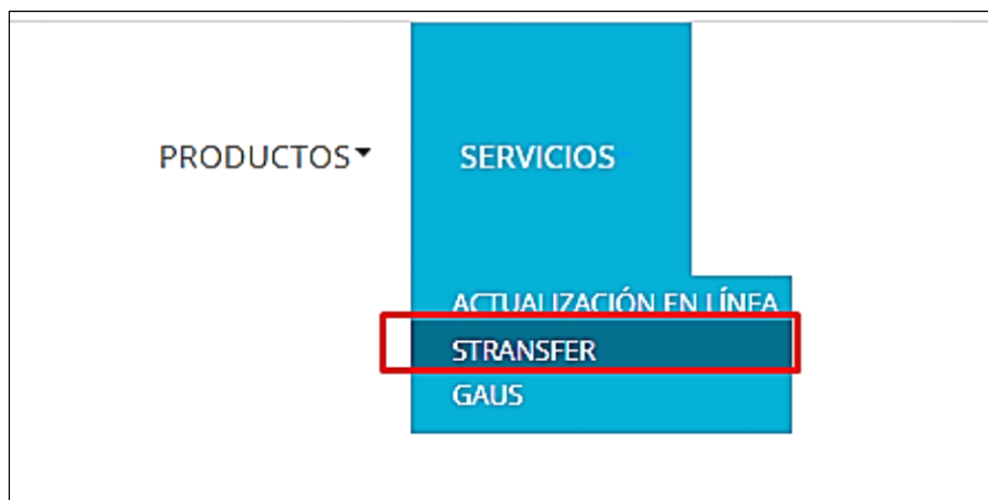 PRODUCTOS SERVICIOS
ACTUALIZACIÓN EN LÍNEA
STRANSFER
GAUS